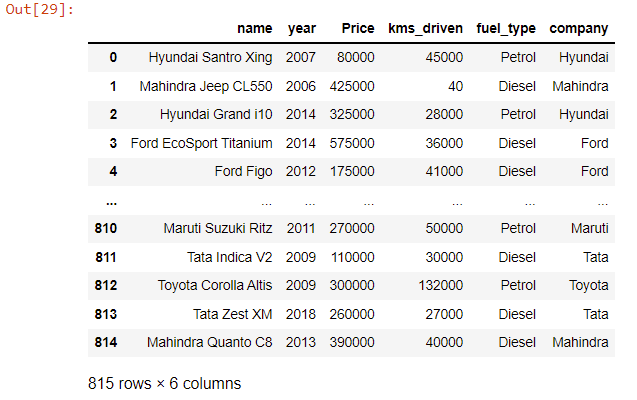 Out[29]:
name year Price kms_driven fuel_type company
0 Hyundai Santro Xing 2007 80000 45000 Petrol Hyundai
1 Mahindra Jeep CL550 2006 425000 40 Diesel Mahindra
2 Hyundai Grand i10 2014 325000 28000 Petrol Hyundai
3 Ford EcoSport Titanium 2014 575000 36000 Diesel Ford
4 Ford Figo 2012 175000 41000 Diesel Ford
... ... ... ... ... ... ...
810 Maruti Suzuki Ritz 2011 270000 50000 Petrol Maruti
811 Tata Indica V2 2009 110000 30000 Diesel Tata
812 Toyota Corolla Altis 2009 300000 132000 Petrol Toyota
813 Tata Zest XM 2018 260000 27000 Diesel Tata
814 Mahindra Quanto C8 2013 390000 40000 Diesel Mahindra
815 rows × 6 columns